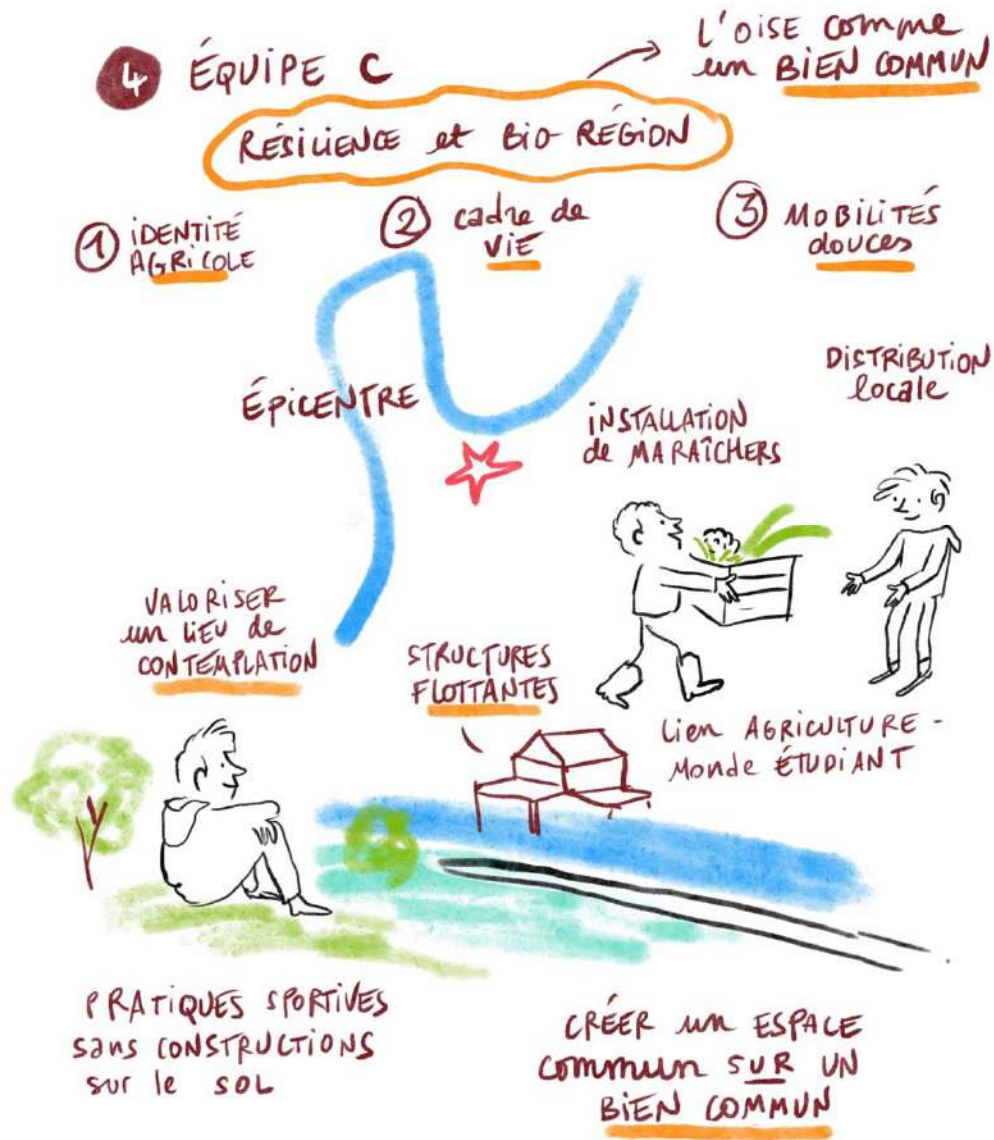 4 ÉQUIPE C
L'OISE comme
un BIEN COMMUN
RÉSILIENCE et BIO-RÉGION
1 IDENTITÉ
AGRICOLE
2 cadre de
VIE
3 MOBILITÉS
douces
ÉPICENTRE
DISTRIBUTION
locale
INSTALLATION
de MARAÎCHERS
VALORISER
un LIEU de
CONTEMPLATION
STRUCTURES
FLOTTANTES
Lien AGRICULTURE -
Monde ÉTUDIANT
PRATIQUES SPORTIVES
sans CONSTRUCTIONS
sur le SOL
CRÉER un ESPACE
commun SUR UN
BIEN COMMUN